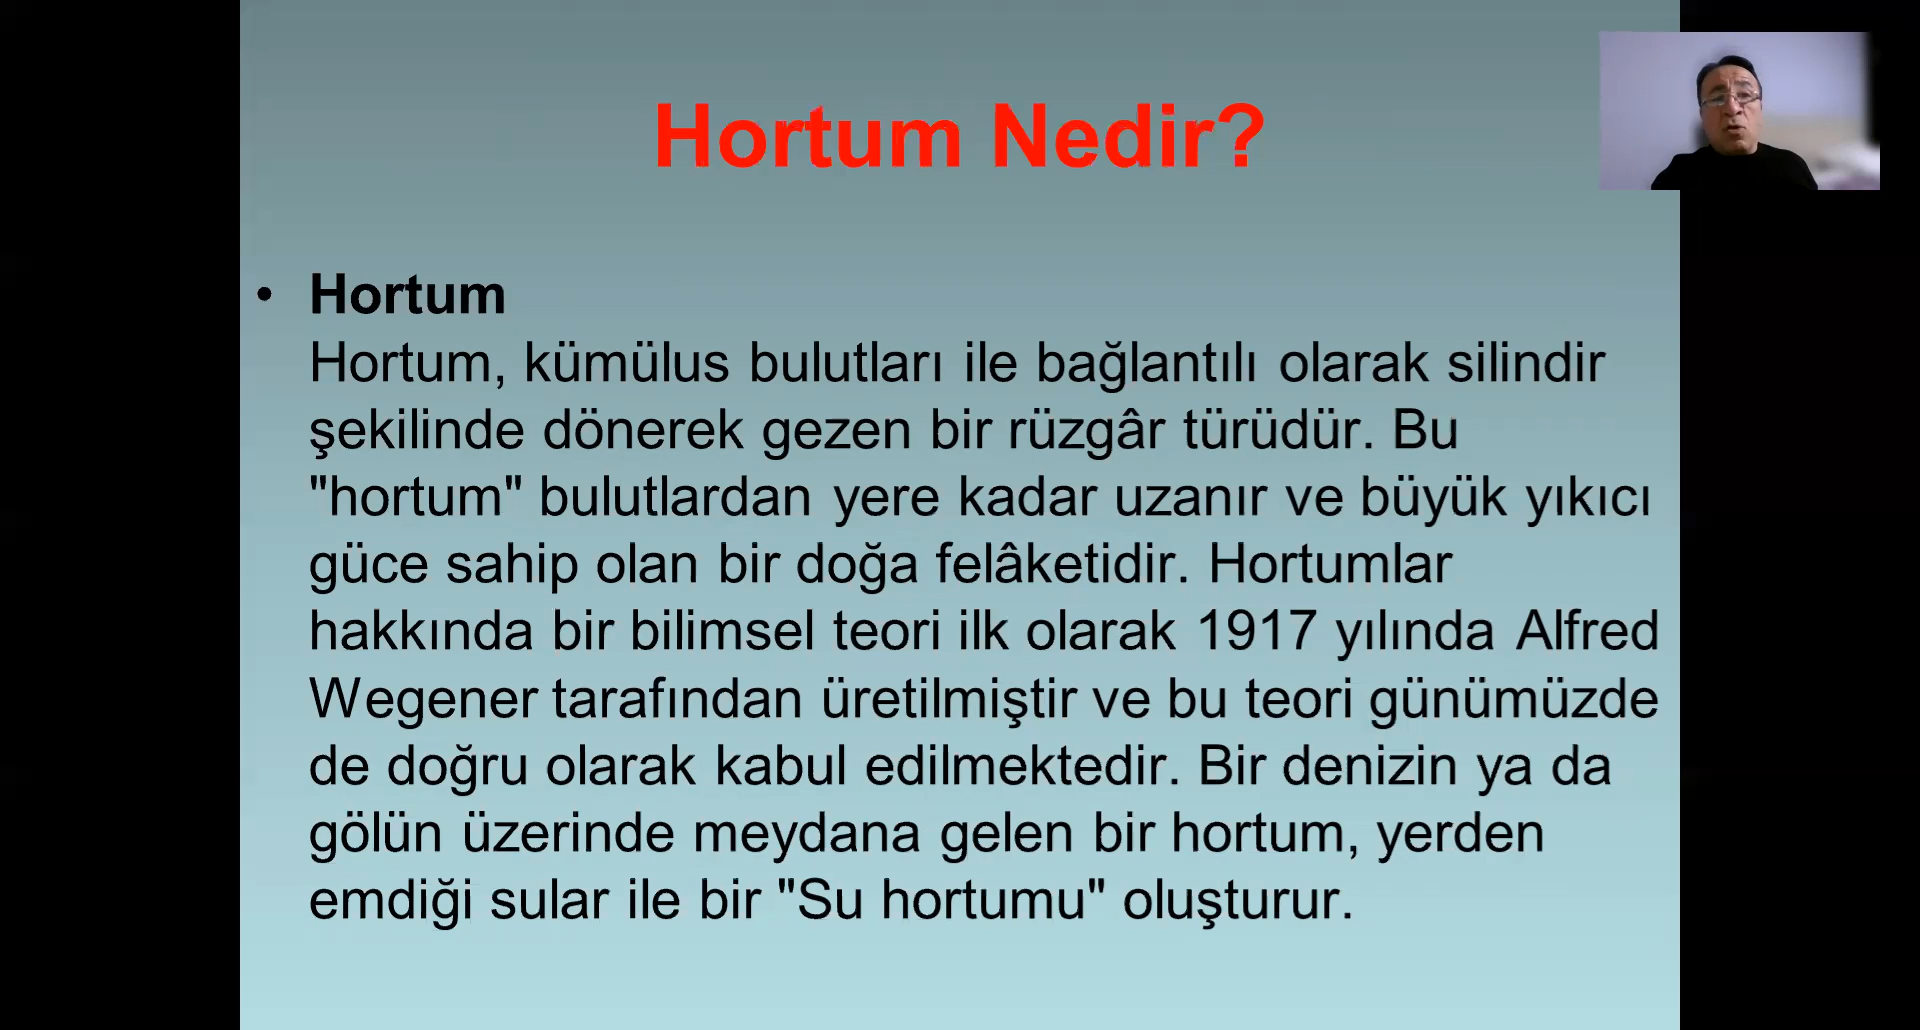 Hortum Nedir?
• Hortum
Hortum, kümülus bulutları ile bağlantılı olarak silindir
şekilinde dönerek gezen bir rüzgâr türüdür. Bu
"hortum" bulutlardan yere kadar uzanır ve büyük yıkıcı
güce sahip olan bir doğa felâketidir. Hortumlar
hakkında bir bilimsel teori ilk olarak 1917 yılında Alfred
Wegener tarafından üretilmiştir ve bu teori günümüzde
de doğru olarak kabul edilmektedir. Bir denizin ya da
gölün üzerinde meydana gelen bir hortum, yerden
emdiği sular ile bir "Su hortumu" oluşturur.